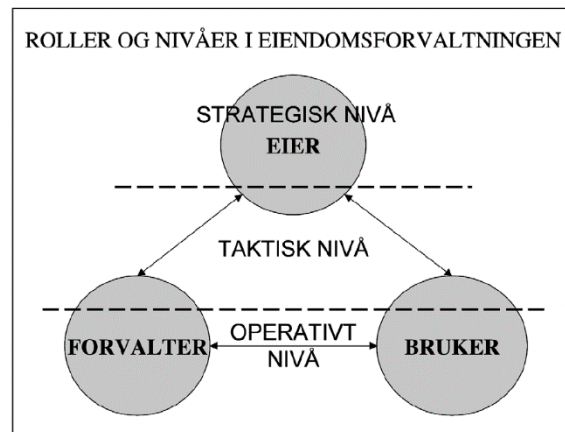 ROLLER OG NIVÅER I EIENDOMSFORVALTNINGEN
STRATEGISK NIVÅ
EIER
TAKTISK NIVÅ
FORVALTER
OPERATIVT
NIVÅ
BRUKER